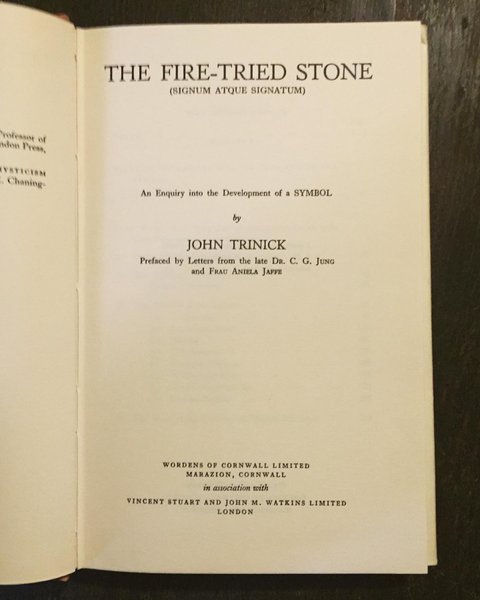 Professor of
ndon Press,
YSTICISM
. Chaning-
THE FIRE-TRIED STONE
(SIGNUM ATQUE SIGNATUM)
An Enquiry into the Development of a SYMBOL
by
JOHN TRINICK
Prefaced by Letters from the late DR. C. G. JUNG
and FRAU ANIELA JAFFE
WORDENS OF CORNWALL LIMITED
MARAZION, CORNWALL
in association with
VINCENT STUART AND JOHN M. WATKINS LIMITED
LONDON